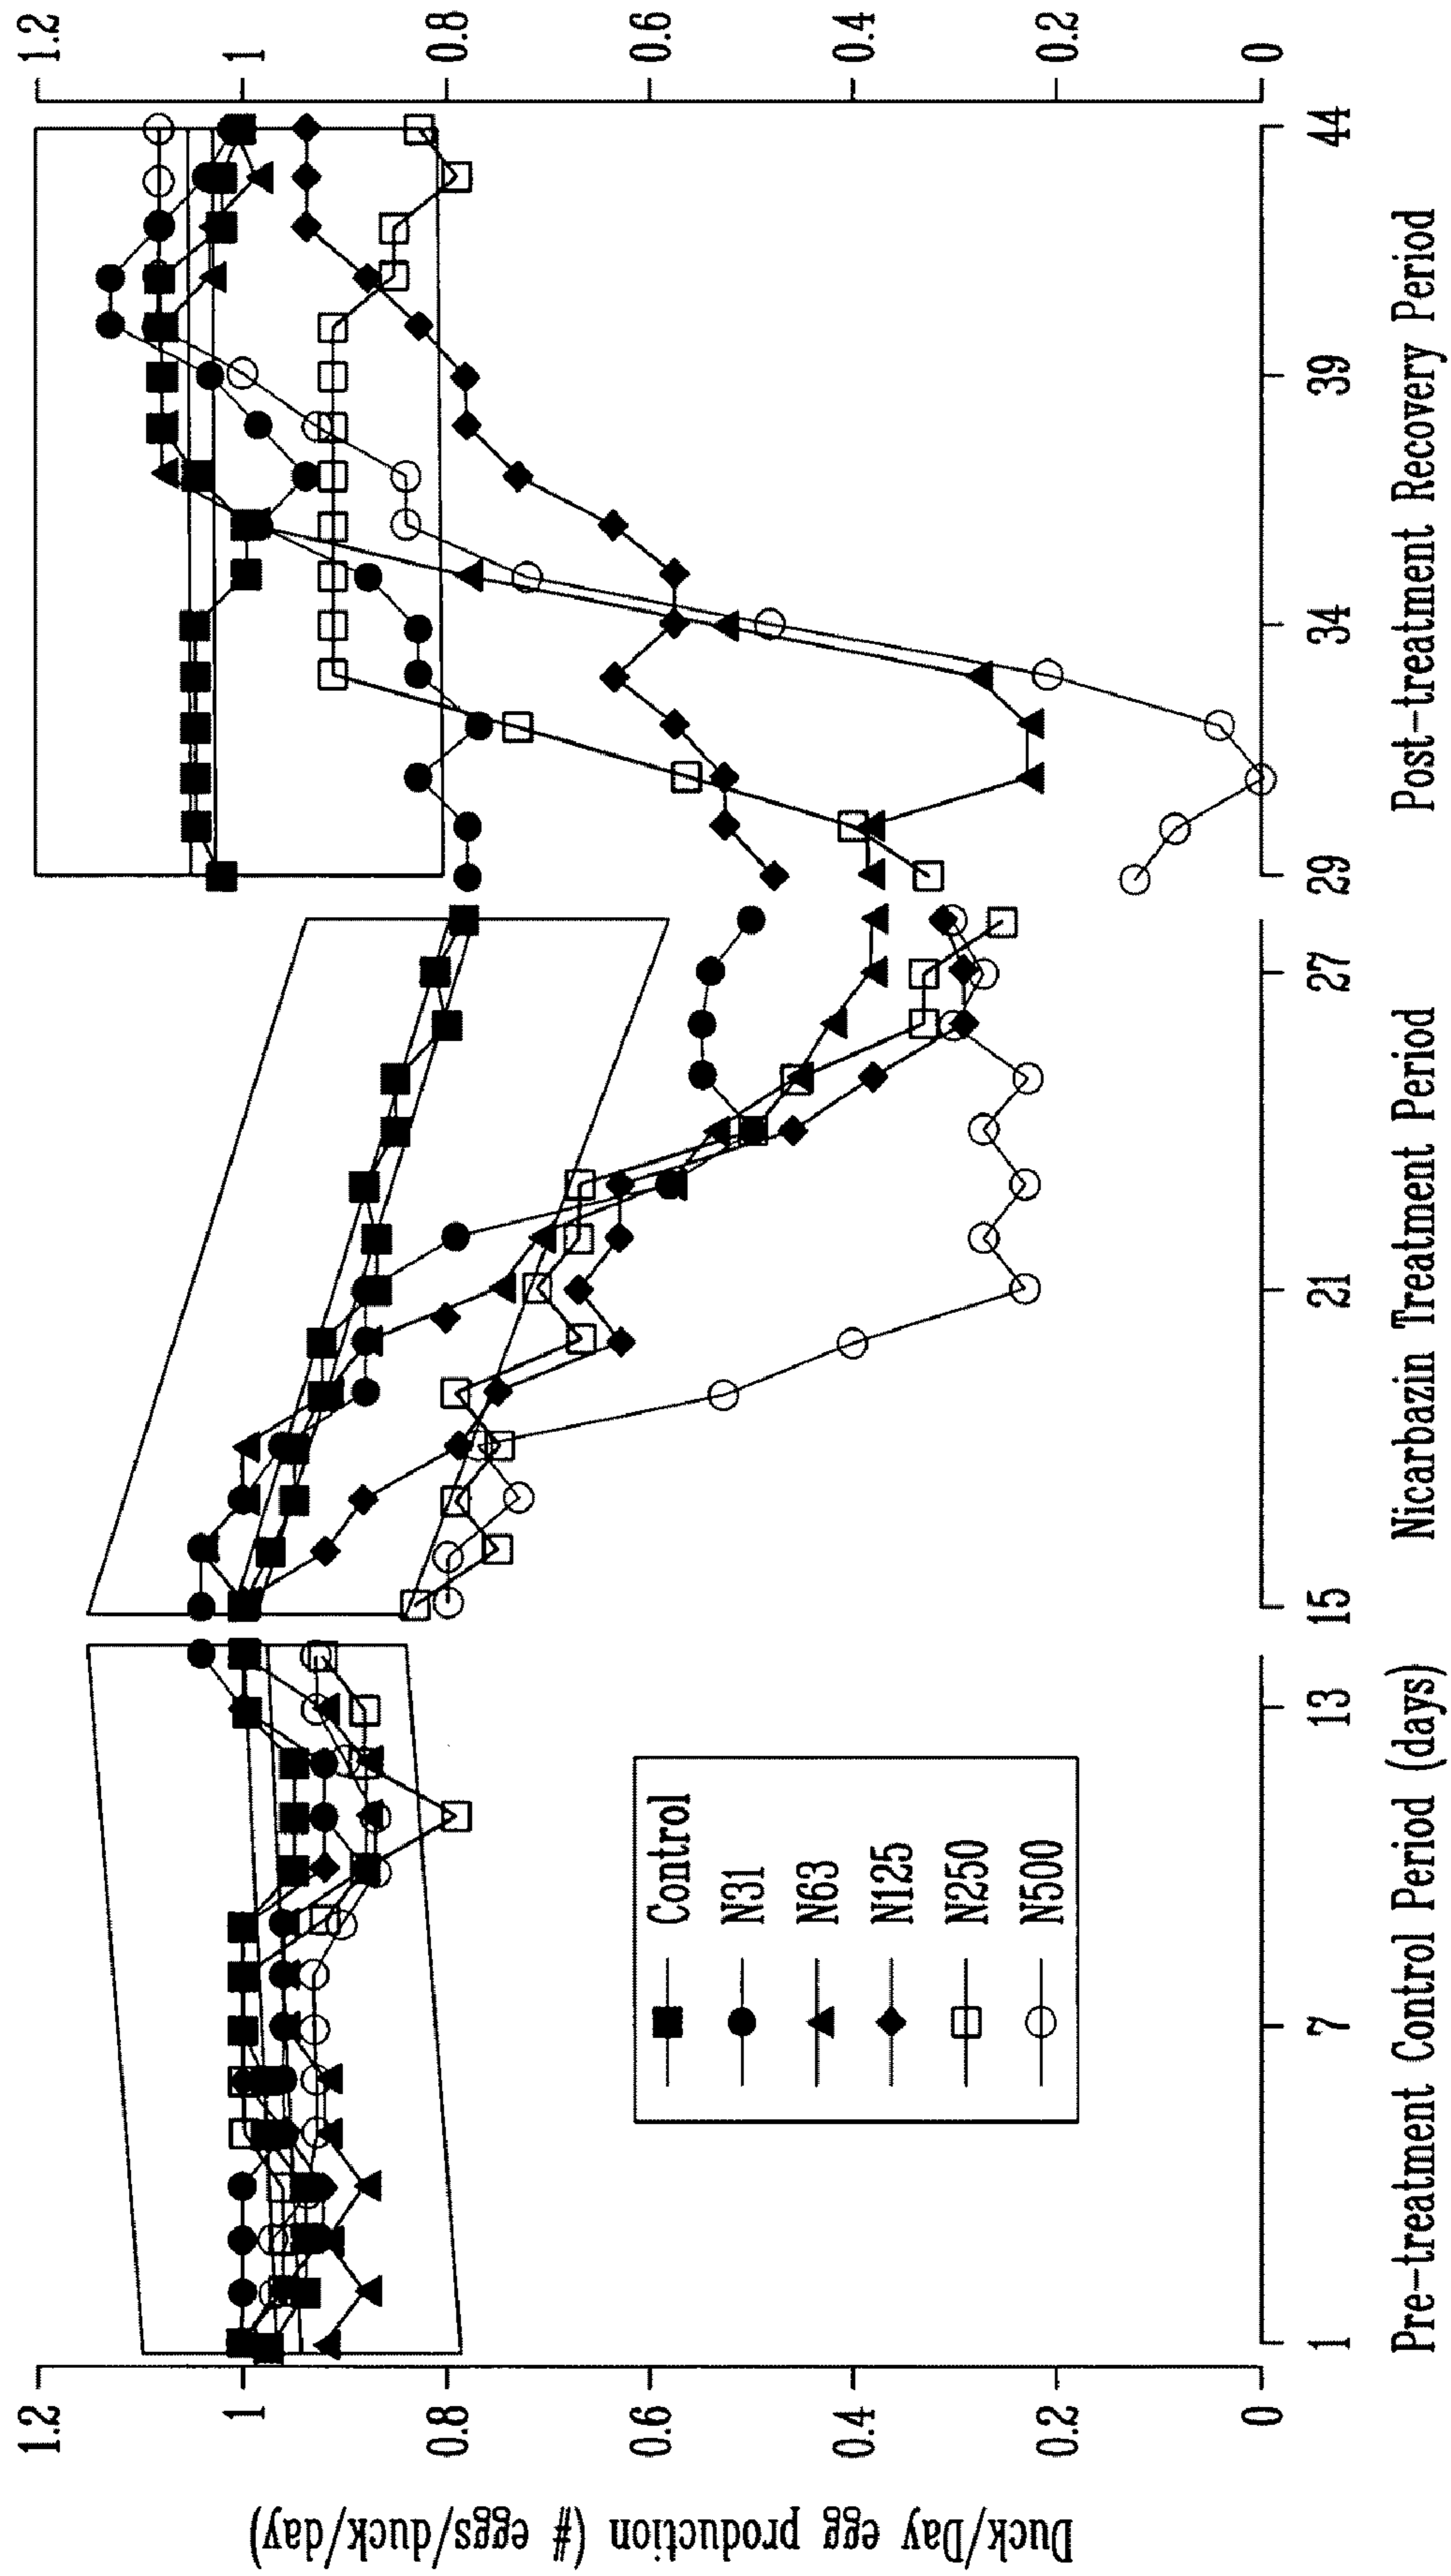 Duck/Day egg production (# eggs/duck/day)
1.2
1
0.8
0.6
0.4
0.2
0
1.2
1
0.8
0.6
0.4
0.2
0
Control
N31
N63
N125
N250
N500
1
7
13
15
21
27
29
34
39
44
Pre-treatment Control Period (days)
Nicarbazin Treatment Period
Post-treatment Recovery Period